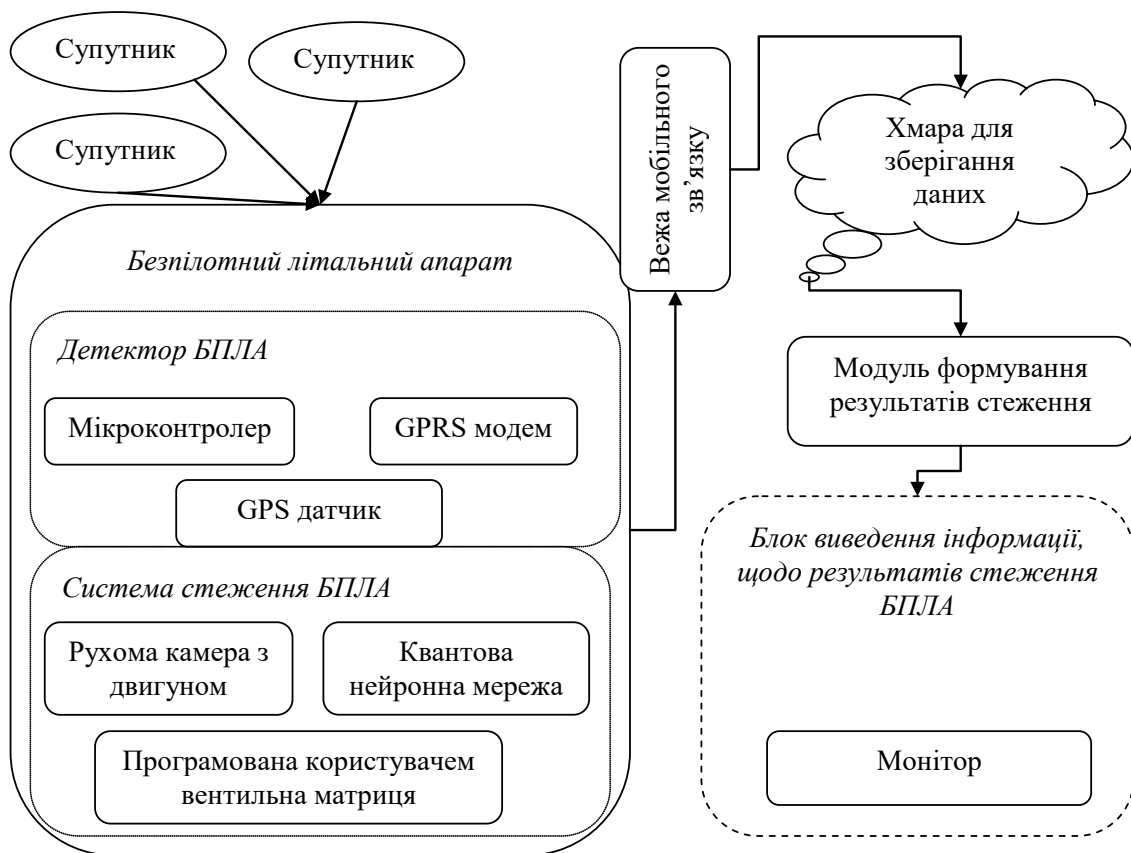 Супутник
Супутник
Супутник
Безпілотний літальний апарат
Детектор БПЛА
Мікроконтролер
GPRS модем
GPS датчик
Система стеження БПЛА
Рухома камера з
двигуном
Квантова
нейронна мережа
Програмована користувачем
вентильна матриця
Вежа мобільного
зв’язку
Хмара для
зберігання
даних
Модуль формування
результатів стеження
Блок виведення інформації,
щодо результатів стеження
БПЛА
Монітор